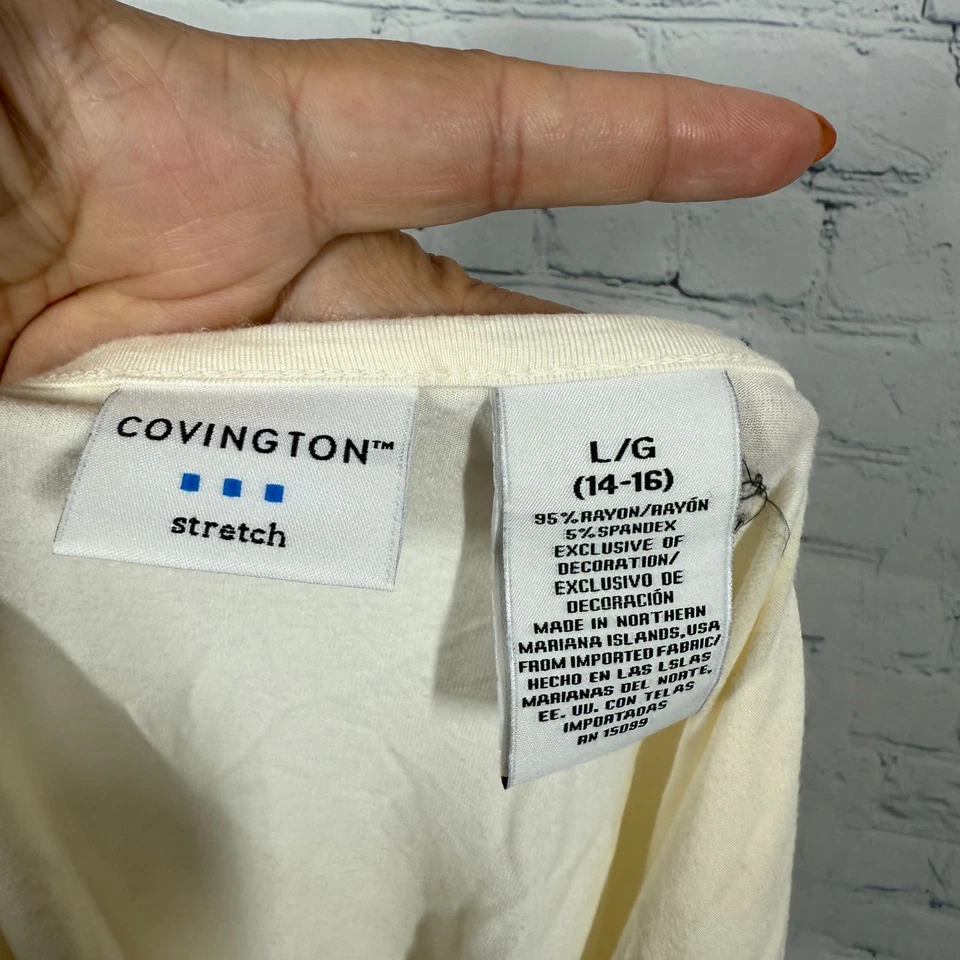 COVINGTON™
stretch
L/G
(14-16)
95% RAYON/RAYÓN
5% SPANDEX
EXCLUSIVE OF
DECORATION/
EXCLUSIVO DE
DECORACIÓN
MADE IN NORTHERN
MARIANA ISLANDS, USA
FROM IMPORTED FABRIC/
HECHO EN LAS LSLAS
MARIANAS DEL NORTE,
EE. UU. CON TELAS
IMPORTADAS
RN 15099